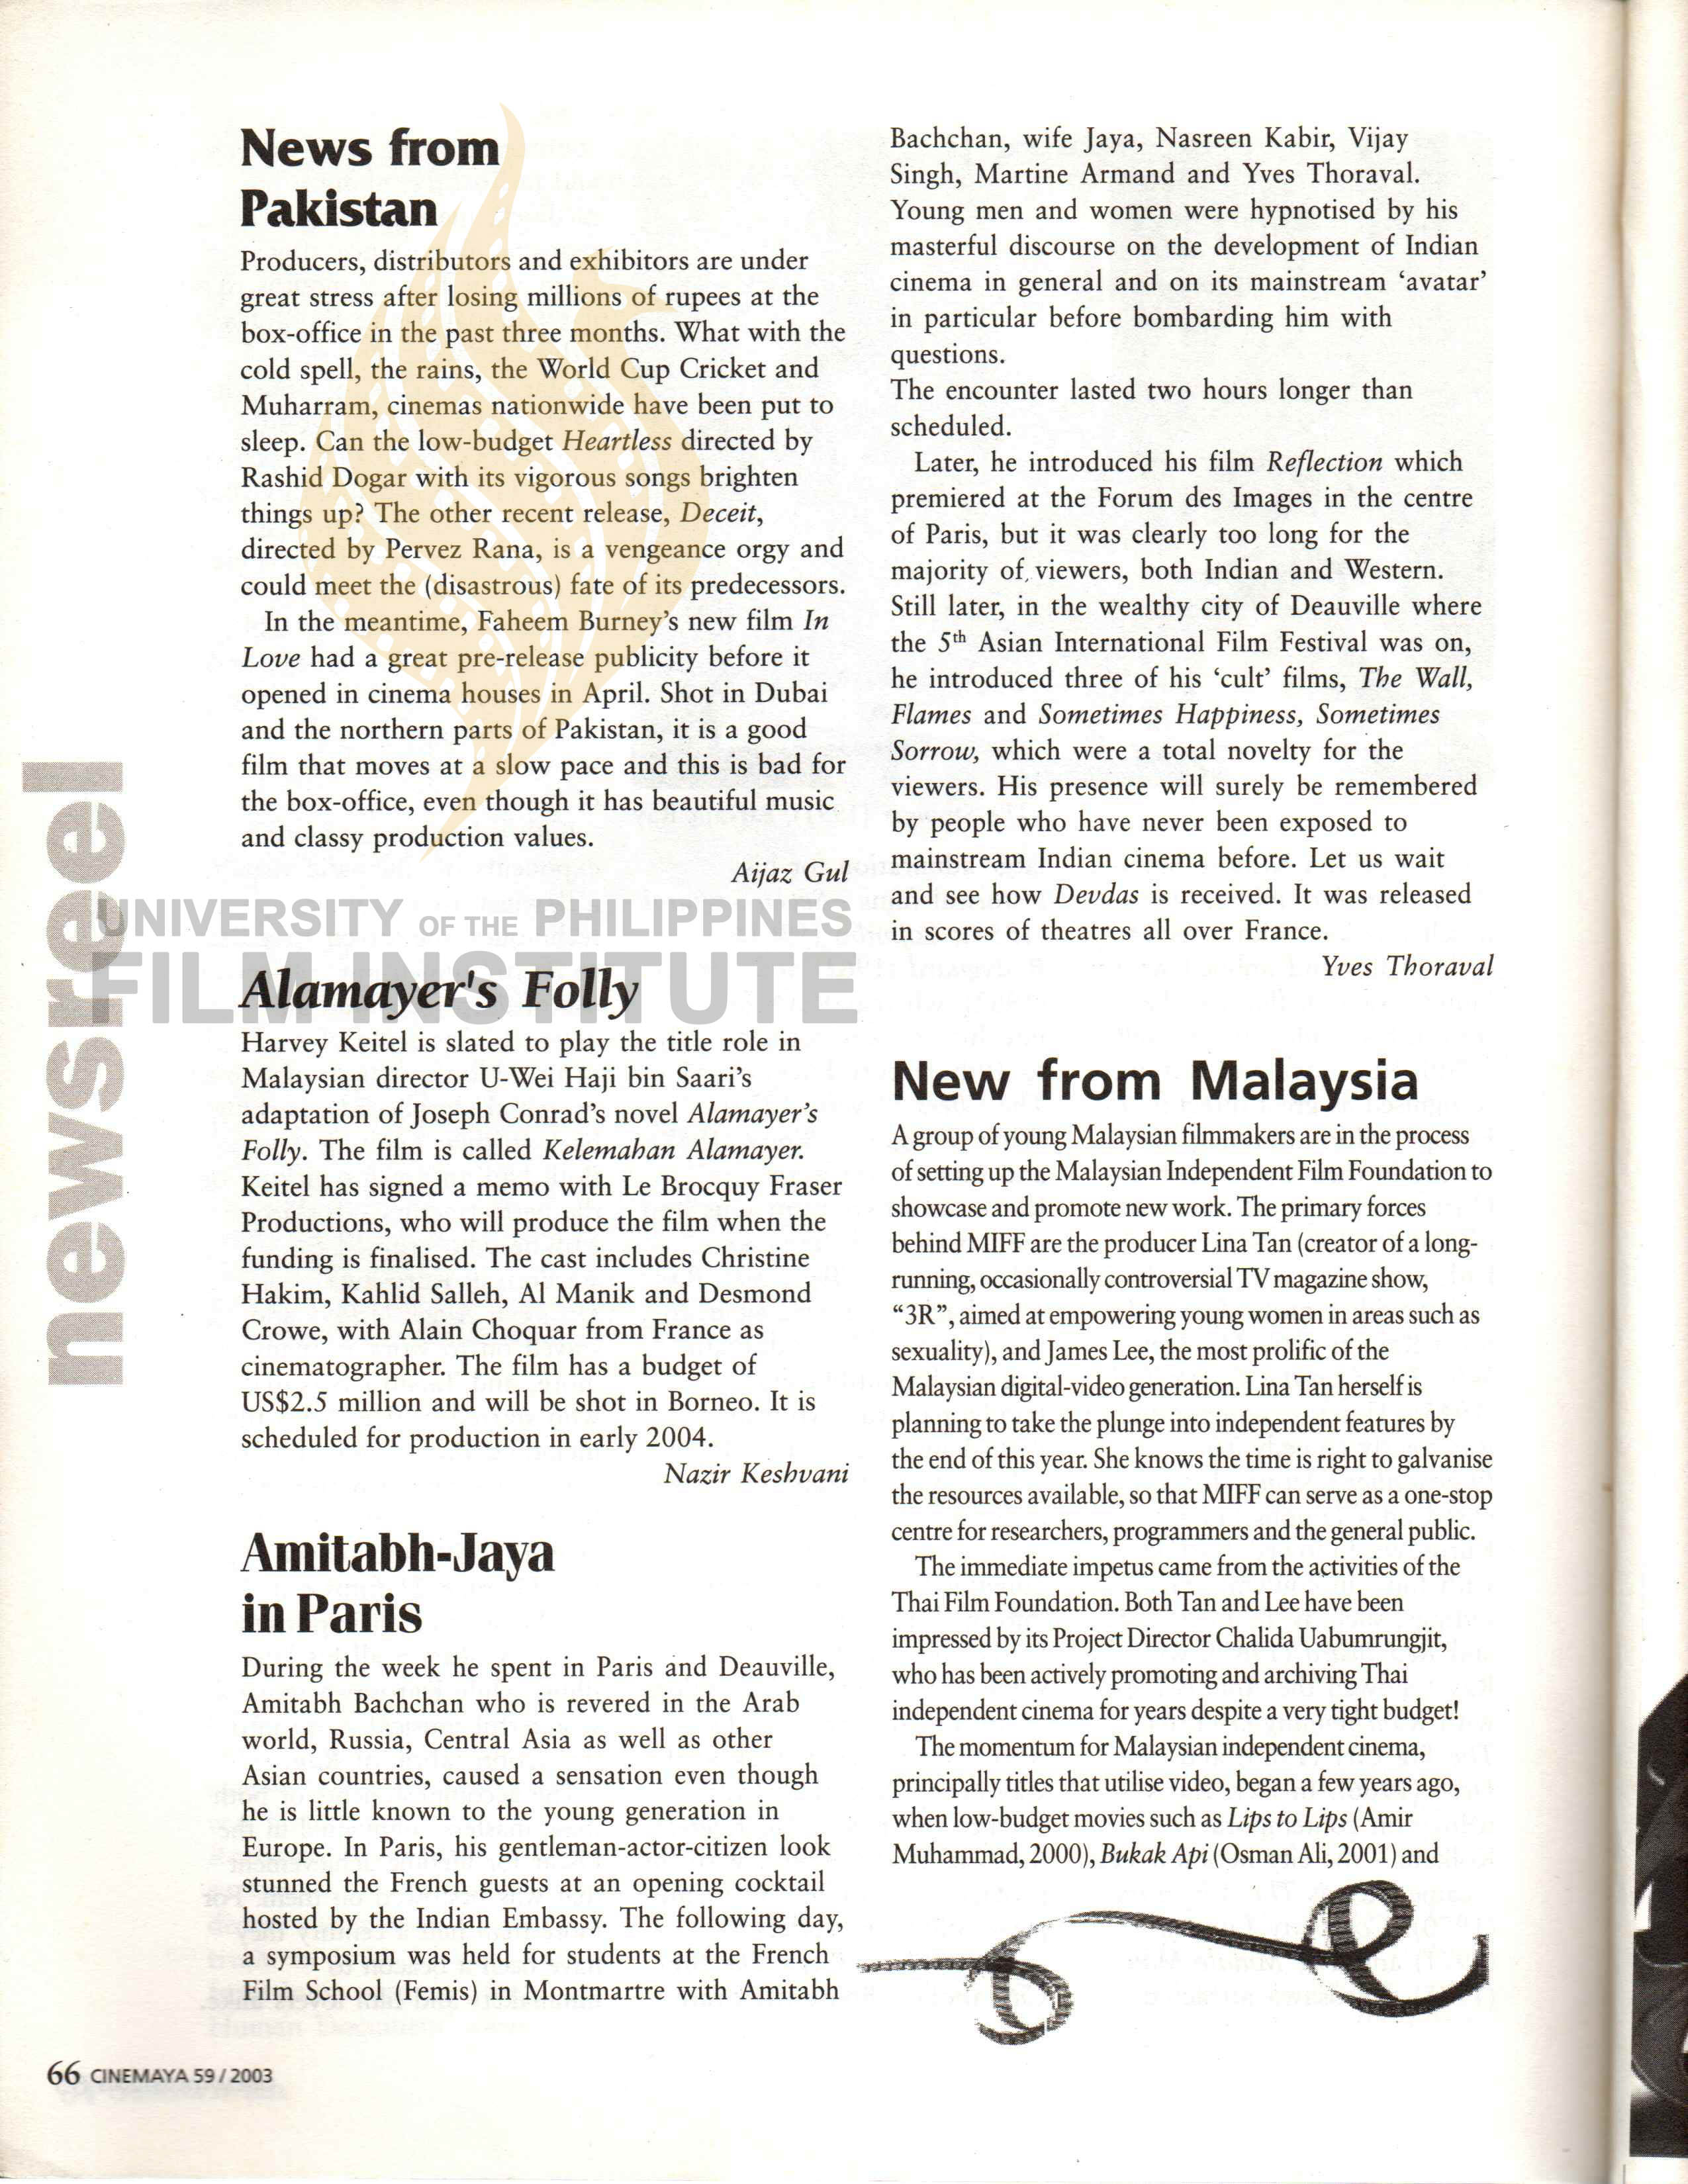 News from
Pakistan
Producers, distributors and exhibitors are under
great stress after losing millions of rupees at the
box-office in the past three months. What with the
cold spell, the rains, the World Cup Cricket and
Muharram, cinemas nationwide have been put to
sleep. Can the low-budget Heartless directed by
Rashid Dogar with its vigorous songs brighten
things up? The other recent release, Deceit,
directed by Pervez Rana, is a vengeance orgy and
could meet the (disastrous) fate of its predecessors.
In the meantime, Faheem Burney's new film In
Love had a great pre-release publicity before it
opened in cinema houses in April. Shot in Dubai
and the northern parts of Pakistan, it is a good
film that moves at a slow pace and this is bad for
the box-office, even though it has beautiful music
and classy production values.
Aijaz Gul
UNIVERSITY OF THE PHILIPPINES
FILM INSTITUTE
Alamayer's Folly
Harvey Keitel is slated to play the title role in
Malaysian director U-Wei Haji bin Saari's
adaptation of Joseph Conrad's novel Alamayer's
Folly. The film is called Kelemahan Alamayer.
Keitel has signed a memo with Le Brocquy Fraser
Productions, who will produce the film when the
funding is finalised. The cast includes Christine
Hakim, Kahlid Salleh, Al Manik and Desmond
Crowe, with Alain Choquar from France as
cinematographer. The film has a budget of
US$2.5 million and will be shot in Borneo. It is
scheduled for production in early 2004.
Nazir Keshvani
Amitabh-Jaya
in Paris
During the week he spent in Paris and Deauville,
Amitabh Bachchan who is revered in the Arab
world, Russia, Central Asia as well as other
Asian countries, caused a sensation even though
he is little known to the young generation in
Europe. In Paris, his gentleman-actor-citizen look
stunned the French guests at an opening cocktail
hosted by the Indian Embassy. The following day,
a symposium was held for students at the French
Film School (Femis) in Montmartre with Amitabh
Bachchan, wife Jaya, Nasreen Kabir, Vijay
Singh, Martine Armand and Yves Thoraval.
Young men and women were hypnotised by his
masterful discourse on the development of Indian
cinema in general and on its mainstream ‘avatar’
in particular before bombarding him with
questions.
The encounter lasted two hours longer than
scheduled.
Later, he introduced his film Reflection which
premiered at the Forum des Images in the centre
of Paris, but it was clearly too long for the
majority of viewers, both Indian and Western.
Still later, in the wealthy city of Deauville where
the 5th Asian International Film Festival was on,
he introduced three of his ‘cult’ films, The Wall,
Flames and Sometimes Happiness, Sometimes
Sorrow, which were a total novelty for the
viewers. His presence will surely be remembered
by people who have never been exposed to
mainstream Indian cinema before. Let us wait
and see how Devdas is received. It was released
in scores of theatres all over France.
Yves Thoraval
New from Malaysia
A group of young Malaysian filmmakers are in the process
of setting up the Malaysian Independent Film Foundation to
showcase and promote new work. The primary forces
behind MIFF are the producer Lina Tan (creator of a long-
running, occasionally controversial TV magazine show,
“3R”, aimed at empowering young women in areas such as
sexuality), and James Lee, the most prolific of the
Malaysian digital-video generation. Lina Tan herself is
planning to take the plunge into independent features by
the end of this year. She knows the time is right to galvanise
the resources available, so that MIFF can serve as a one-stop
centre for researchers, programmers and the general public.
The immediate impetus came from the activities of the
Thai Film Foundation. Both Tan and Lee have been
impressed by its Project Director Chalida Uabumrungjit,
who has been actively promoting and archiving Thai
independent cinema for years despite a very tight budget!
The momentum for Malaysian independent cinema,
principally titles that utilise video, began a few years ago,
when low-budget movies such as Lips to Lips (Amir
Muhammad, 2000), Bukak Api (Osman Ali, 2001) and
newsreel
66 CINEMAYA 59 / 2003